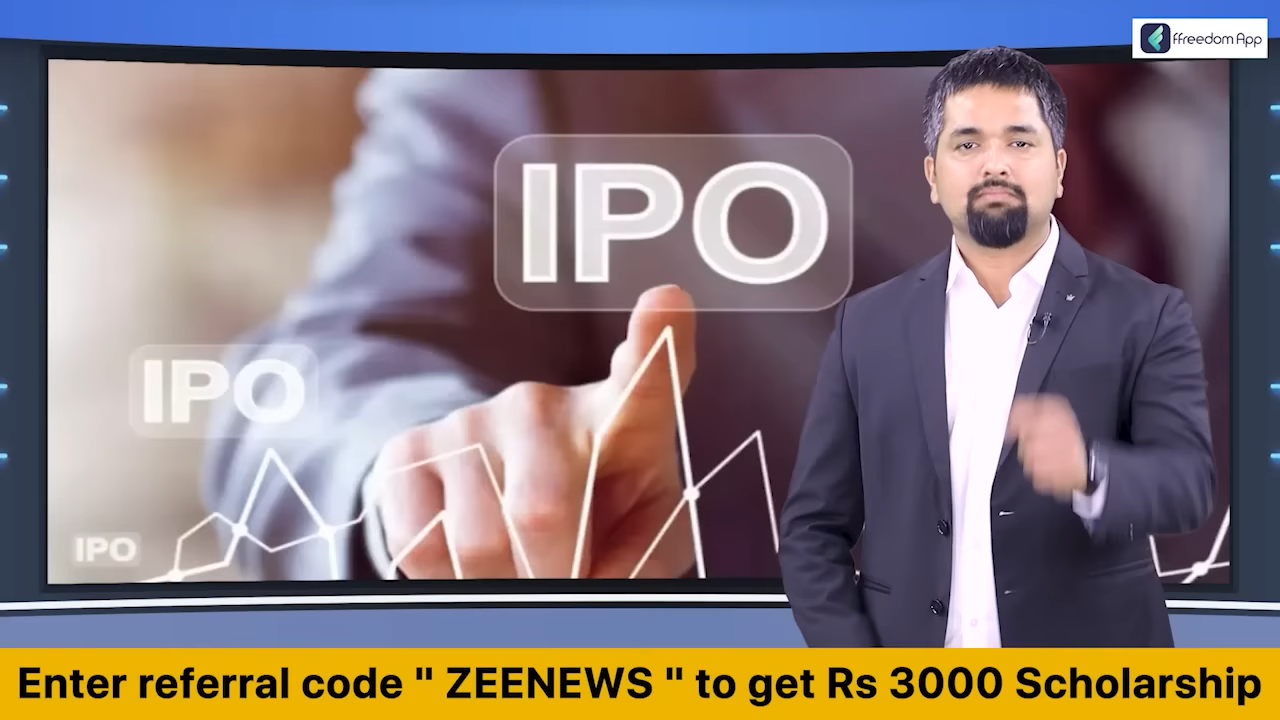 ffreedom App
IPO
IPO
IPO
Enter referral code " ZEENEWS " to get Rs 3000 Scholarship